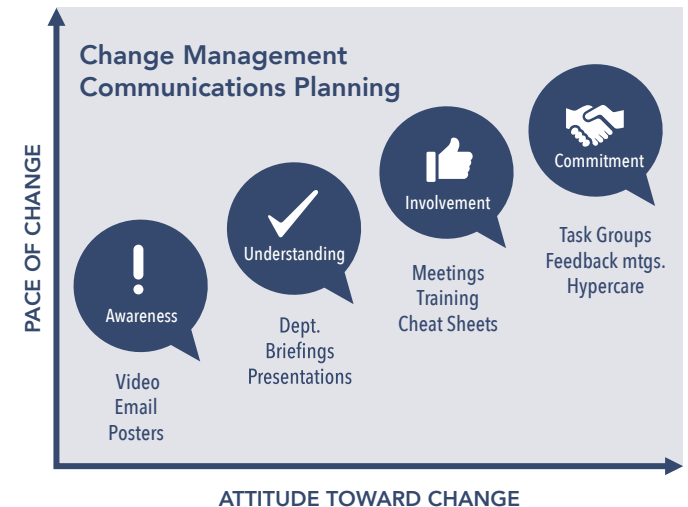 Change Management
Communications Planning
PACE OF CHANGE
Awareness
Video
Email
Posters
Understanding
Dept.
Briefings
Presentations
Involvement
Meetings
Training
Cheat Sheets
Commitment
Task Groups
Feedback mtgs.
Hypercare
ATTITUDE TOWARD CHANGE